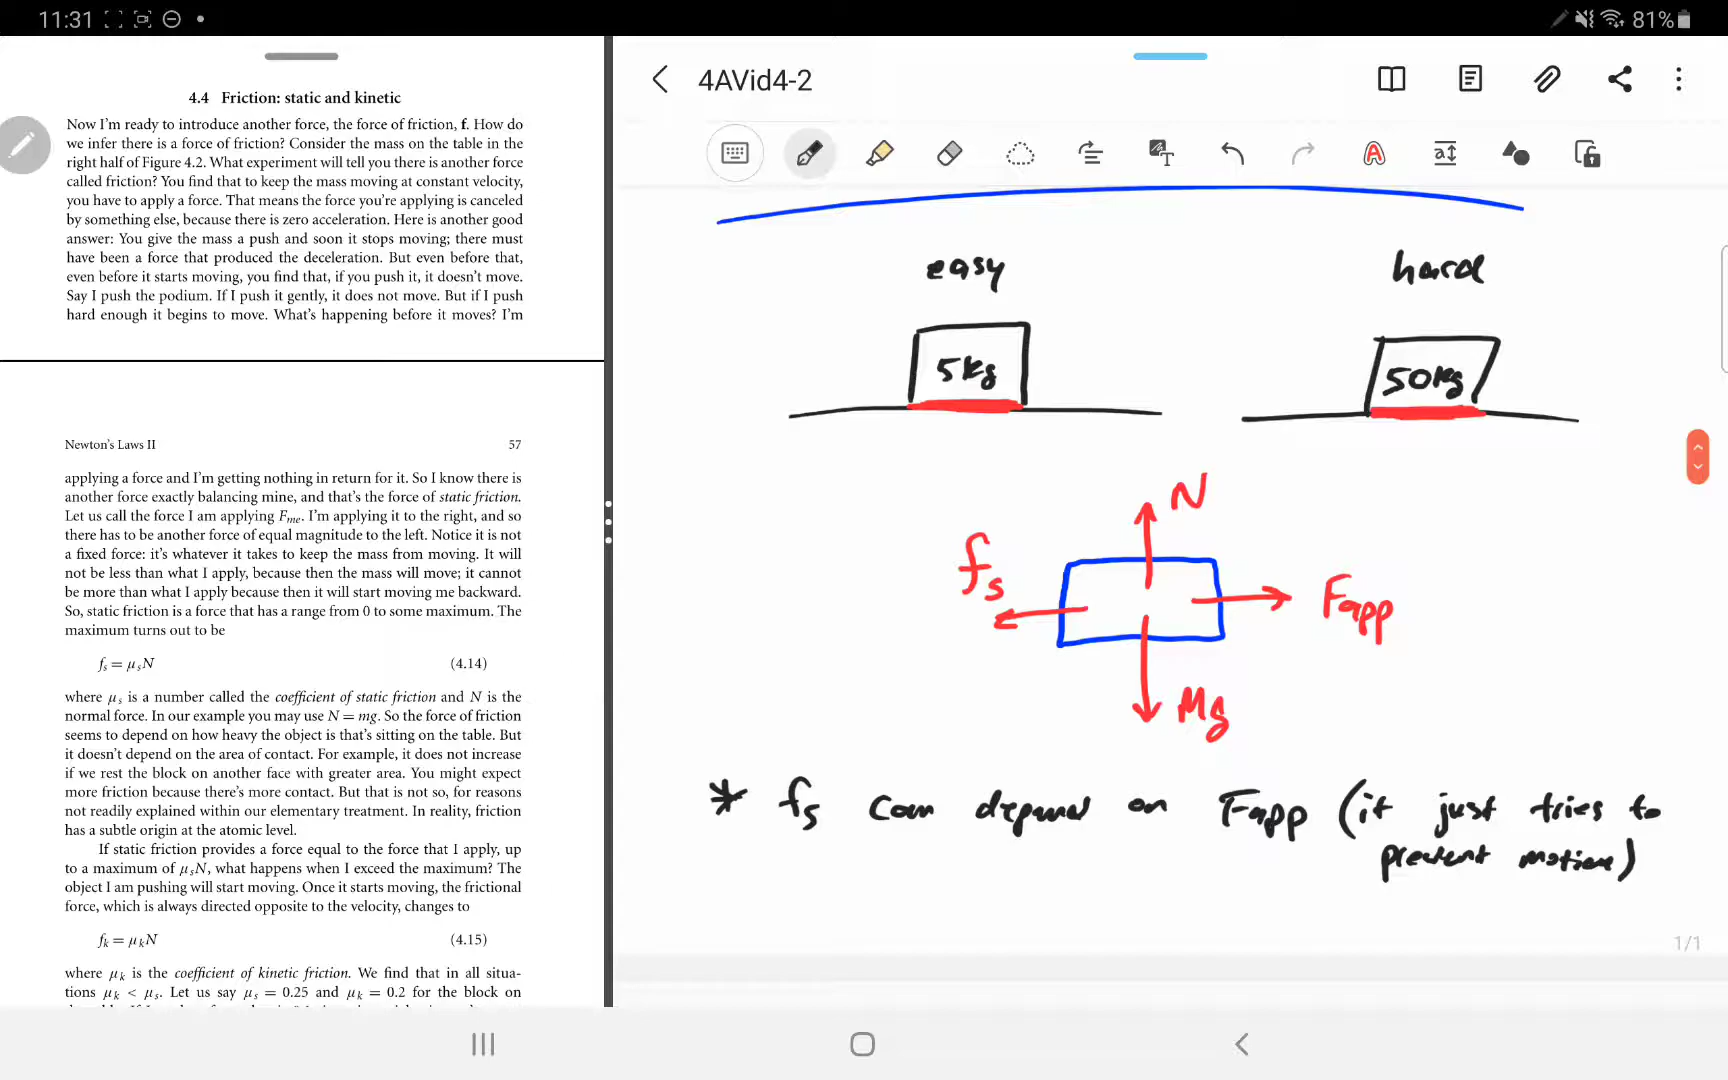 11:31
81%
4.4 Friction: static and kinetic
Now I'm ready to introduce another force, the force of friction, f. How do
we infer there is a force of friction? Consider the mass on the table in the
right half of Figure 4.2. What experiment will tell you there is another force
called friction? You find that to keep the mass moving at constant velocity,
you have to apply a force. That means the force you're applying is canceled
by something else, because there is zero acceleration. Here is another good
answer: You give the mass a push and soon it stops moving; there must
have been a force that produced the deceleration. But even before that,
even before it starts moving, you find that, if you push it, it doesn't move.
Say I push the podium. If I push it gently, it does not move. But if I push
hard enough it begins to move. What's happening before it moves? I'm
Newton's Laws II 57
applying a force and I'm getting nothing in return for it. So I know there is
another force exactly balancing mine, and that's the force of static friction.
Let us call the force I am applying Fme. I'm applying it to the right, and so
there has to be another force of equal magnitude to the left. Notice it is not
a fixed force: it's whatever it takes to keep the mass from moving. It will
not be less than what I apply, because then the mass will move; it cannot
be more than what I apply because then it will start moving me backward.
So, static friction is a force that has a range from 0 to some maximum. The
maximum turns out to be
fs = μsN (4.14)
where μs is a number called the coefficient of static friction and N is the
normal force. In our example you may use N = mg. So the force of friction
seems to depend on how heavy the object is that's sitting on the table. But
it doesn't depend on the area of contact. For example, it does not increase
if we rest the block on another face with greater area. You might expect
more friction because there's more contact. But that is not so, for reasons
not readily explained within our elementary treatment. In reality, friction
has a subtle origin at the atomic level.
If static friction provides a force equal to the force that I apply, up
to a maximum of μsN, what happens when I exceed the maximum? The
object I am pushing will start moving. Once it starts moving, the frictional
force, which is always directed opposite to the velocity, changes to
fk = μkN (4.15)
where μk is the coefficient of kinetic friction. We find that in all situa-
tions μk < μs. Let us say μs = 0.25 and μk = 0.2 for the block on
4AVid4-2
easy
hard
5kg
50kg
N
fs
Fapp
Mg
* fs can depend on Fapp (it just tries to
prevent motion)
1/1